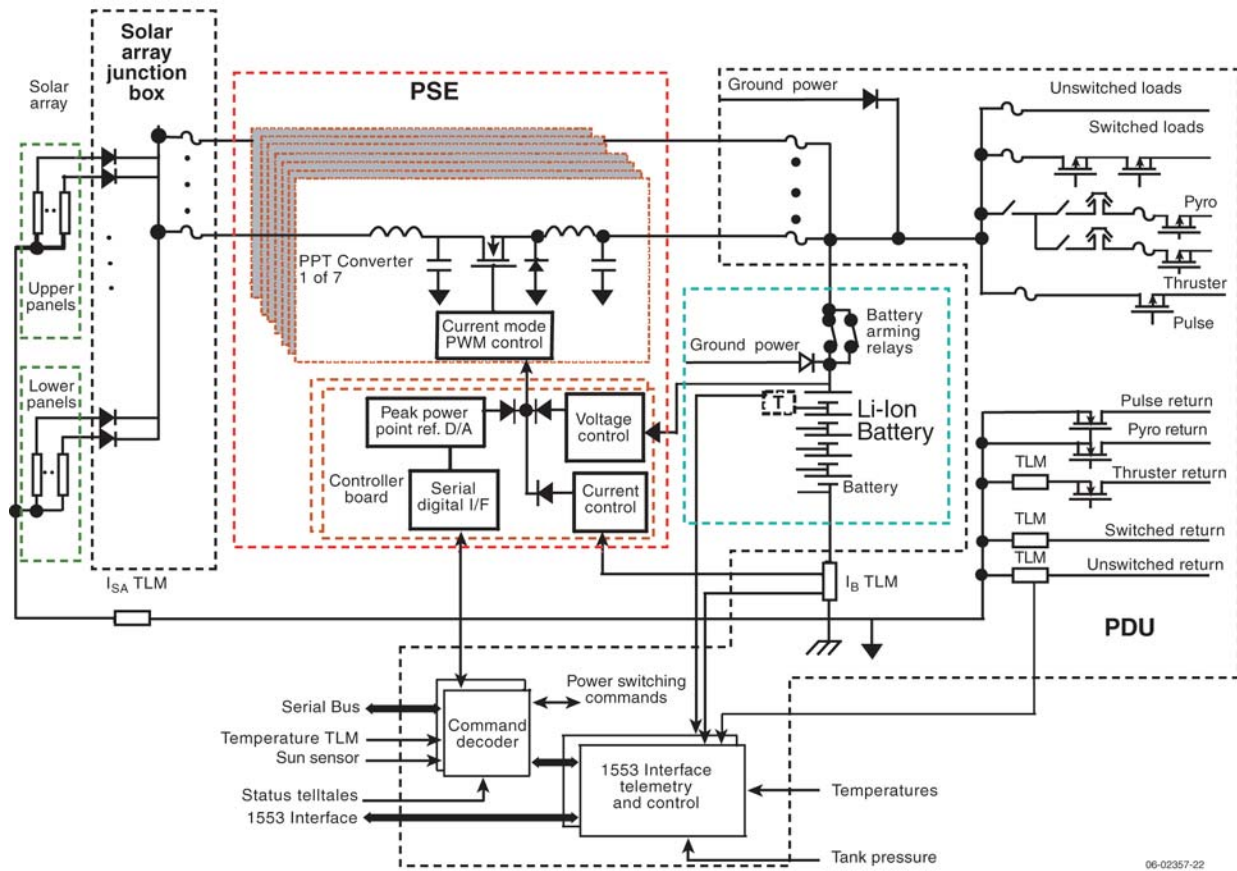 Solar
array
junction
box
Solar
array
PSE
Ground power
Unswitched loads
Switched loads
Pyro
Thruster
Pulse
Upper
panels
Lower
panels
PPT Converter
1 of 7
Current mode
PWM control
Battery
arming
relays
Ground power
T
Li-Ion
Battery
Battery
Peak power
point ref. D/A
Voltage
control
Controller
board
Serial
digital I/F
Current
control
Pulse return
Pyro return
TLM
Thruster return
TLM
Switched return
TLM
Unswitched return
ISA TLM
IB TLM
PDU
Serial Bus
Temperature TLM
Sun sensor
Status telltales
1553 Interface
Command
decoder
Power switching
commands
1553 Interface
telemetry
and control
Temperatures
Tank pressure
06-02357-22